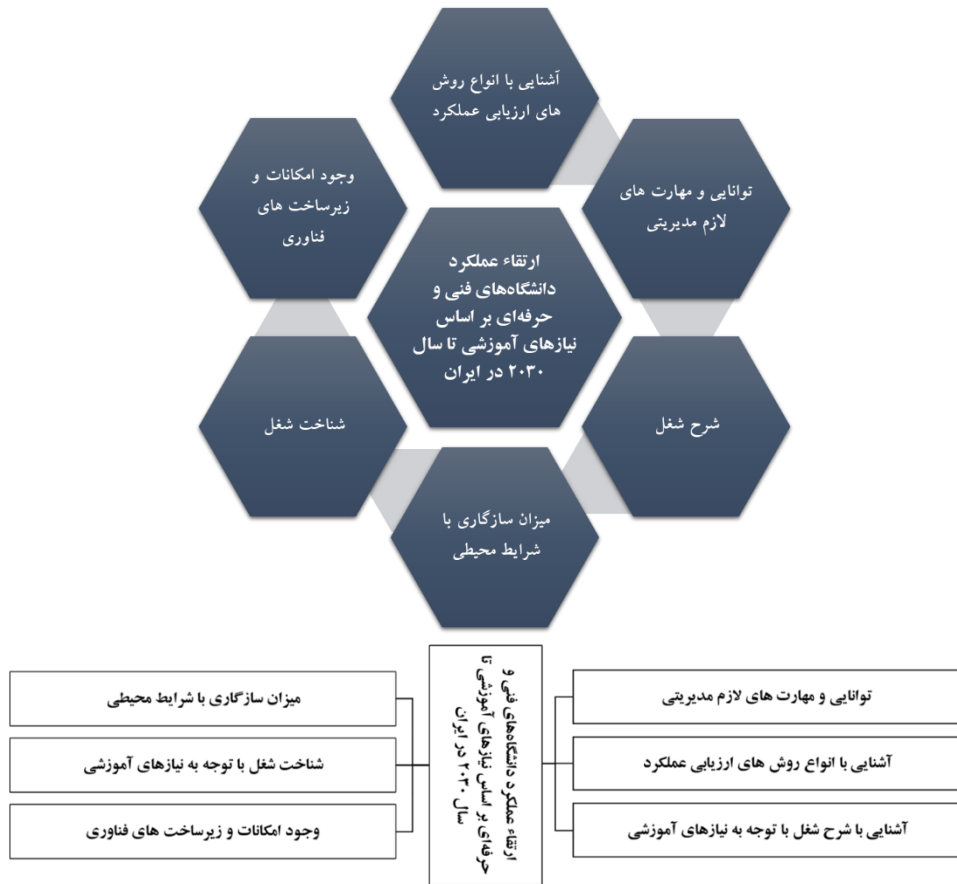 آشنایی با انواع روش
های ارزیابی عملکرد
توانایی و مهارت های
لازم مدیریتی
وجود امکانات و
زیرساخت های
فناوری
ارتقاء عملکرد
دانشگاه‌های فنی و
حرفه‌ای بر اساس
نیازهای آموزشی تا سال
۲۰۳۰ در ایران
شرح شغل
شناخت شغل
میزان سازگاری با
شرایط محیطی
توانایی و مهارت های لازم مدیریتی
آشنایی با انواع روش های ارزیابی عملکرد
آشنایی با شرح شغل با توجه به نیازهای آموزشی
ارتقاء عملکرد دانشگاه‌های فنی و
حرفه‌ای بر اساس نیازهای آموزشی تا
سال ۲۰۳۰ در ایران
میزان سازگاری با شرایط محیطی
شناخت شغل با توجه به نیازهای آموزشی
وجود امکانات و زیرساخت های فناوری